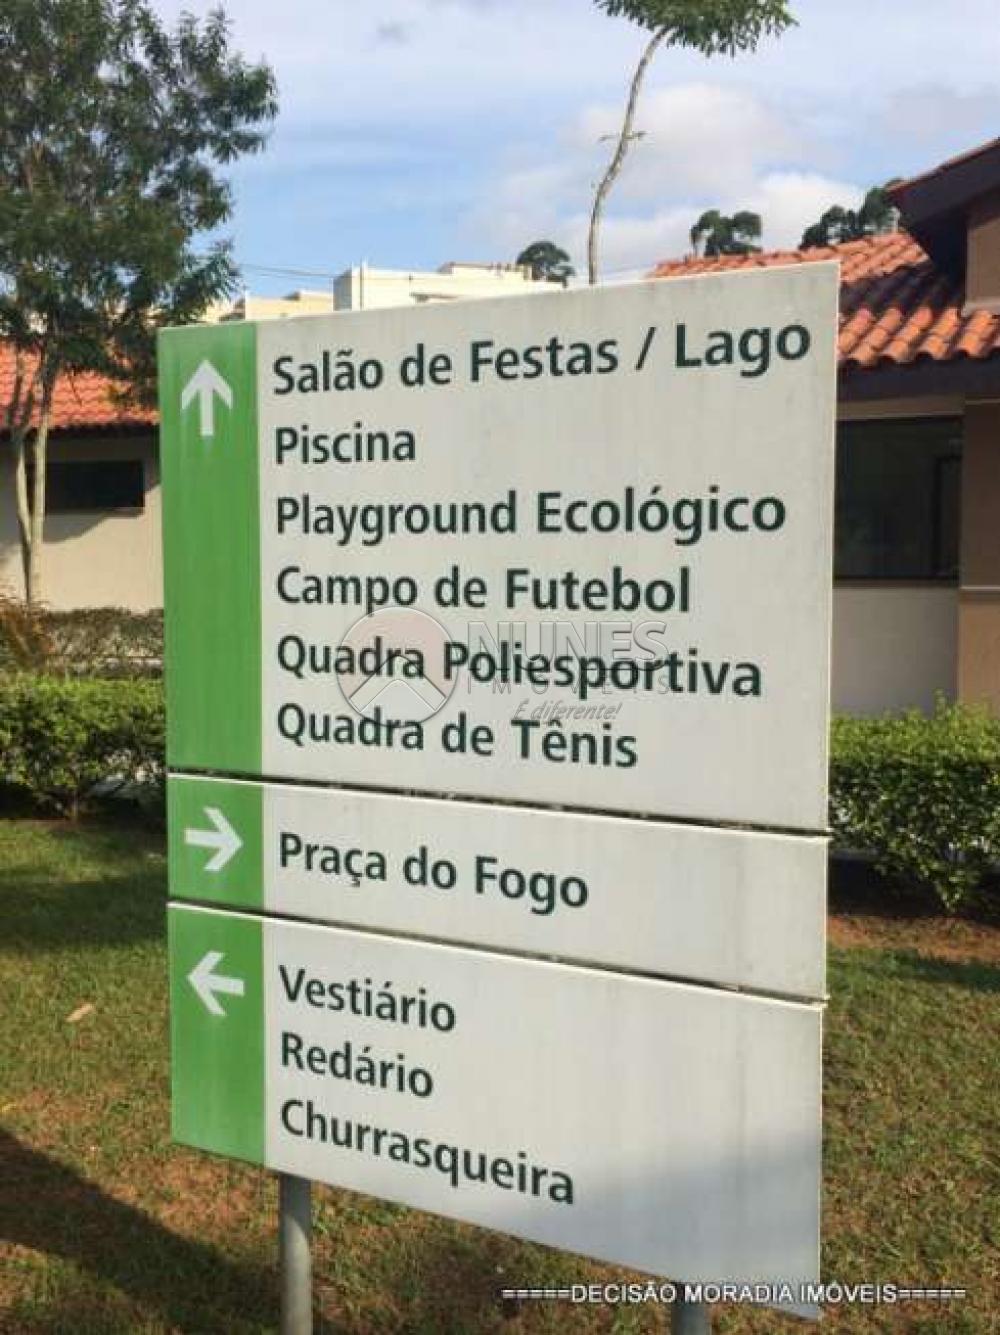 Salão de Festas / Lago
Piscina
Playground Ecológico
Campo de Futebol
Quadra Poliesportiva
Quadra de Tênis
NUNES
IMÓVEIS
É diferente!
Praça do Fogo
Vestiário
Redário
Churrasqueira
=====DECISÃO MORADIA IMÓVEIS=====